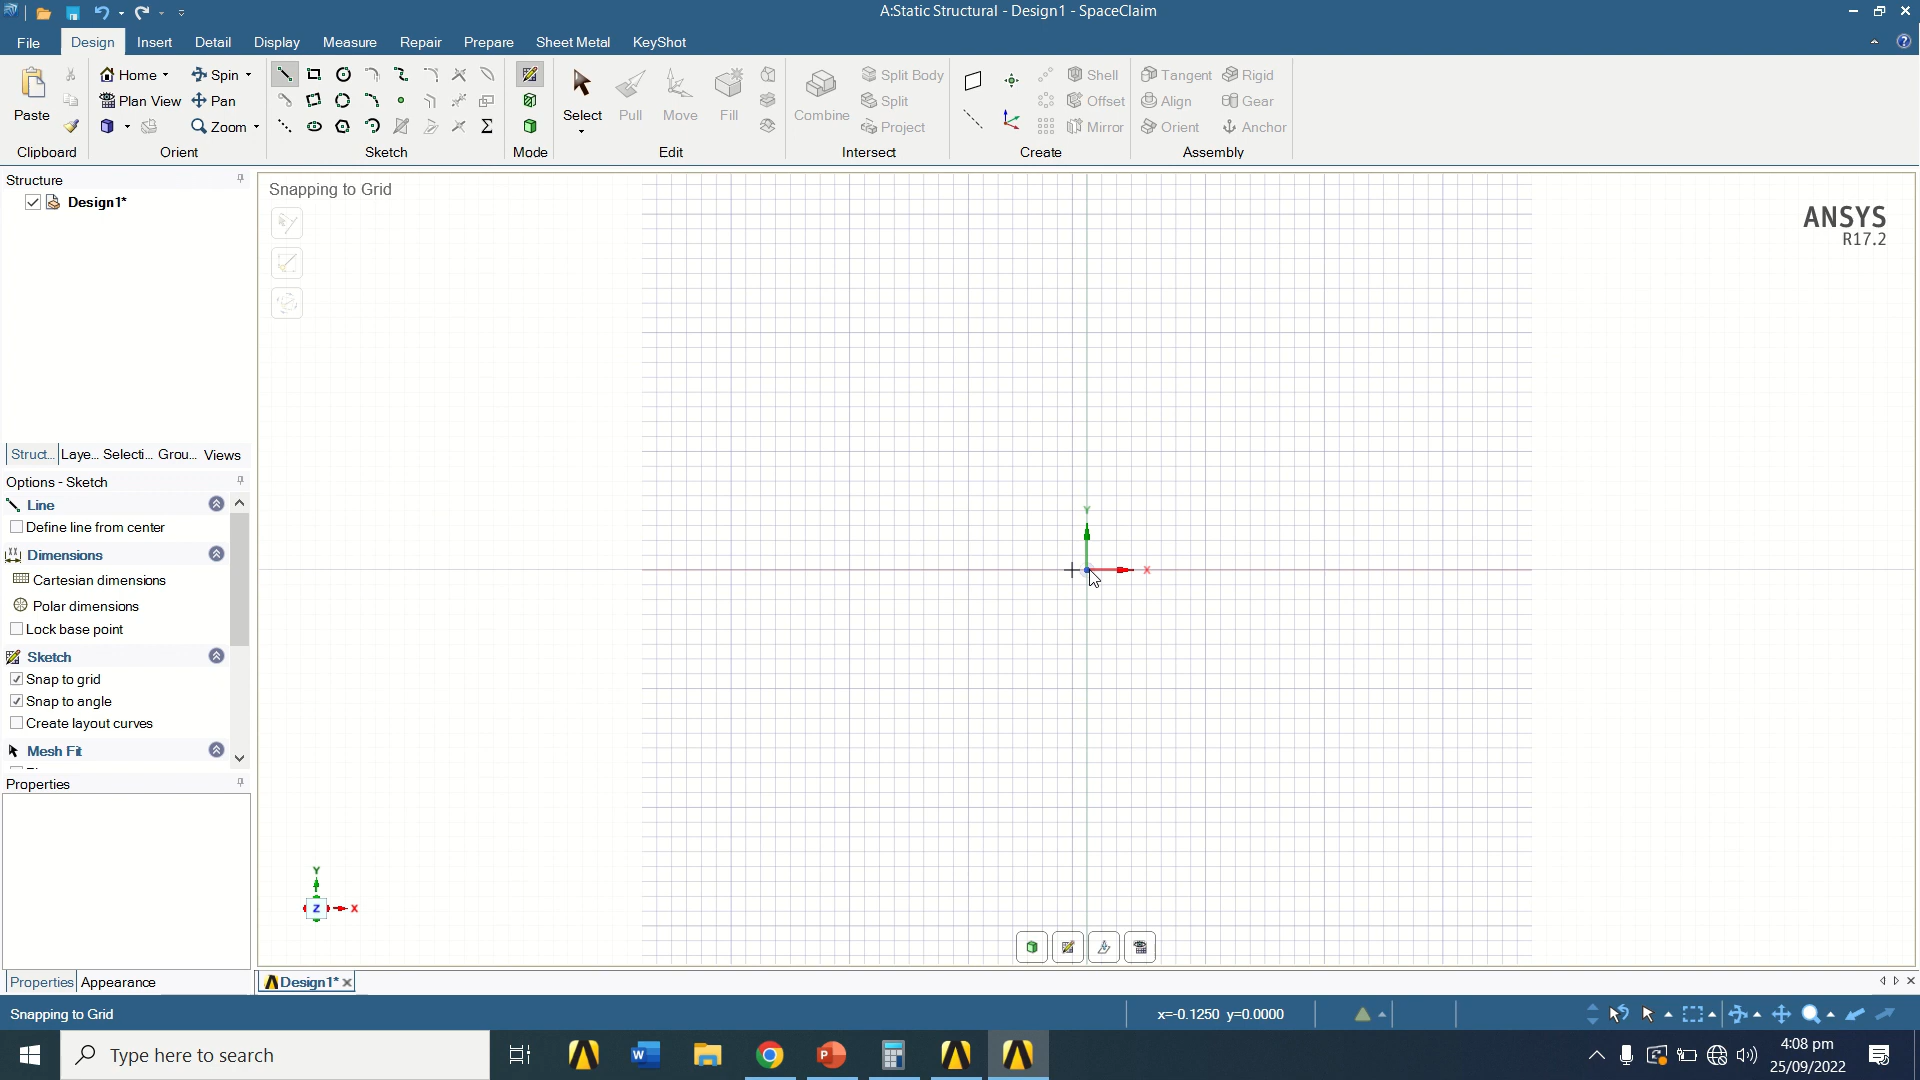 A:Static Structural - Design1 - SpaceClaim
File Design Insert Detail Display Measure Repair Prepare Sheet Metal KeyShot
Home Spin Split Body Shell Tangent Rigid
Plan View Pan Split Offset Align Gear
Paste Select Pull Move Fill Combine
Zoom Project Mirror Orient Anchor
Clipboard Orient Sketch Mode Edit Intersect Create Assembly
Structure
Design1*
Snapping to Grid
ANSYS
R17.2
Struct... Laye... Selecti... Grou... Views
Options - Sketch
Line
Define line from center
Dimensions
Cartesian dimensions
Polar dimensions
Lock base point
Sketch
Snap to grid
Snap to angle
Create layout curves
Mesh Fit
Y
X
Properties
Y
Z X
Properties Appearance
Design1*
Snapping to Grid
x=-0.1250 y=0.0000
Type here to search
4:08 pm
25/09/2022